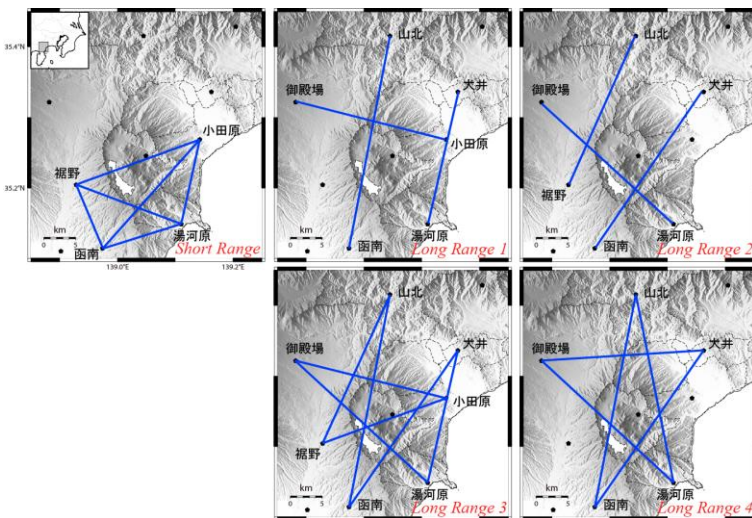 35.4°N
35.2°N
小田原
裾野
湯河原
函南
km
0 5
Short Range
139.0°E
139.2°E
山北
御殿場
犬井
小田原
湯河原
函南
km
0 5
Long Range 1
山北
御殿場
犬井
裾野
湯河原
函南
km
0 5
Long Range 2
山北
御殿場
犬井
小田原
裾野
湯河原
函南
km
0 5
Long Range 3
山北
御殿場
犬井
湯河原
函南
km
0 5
Long Range 4